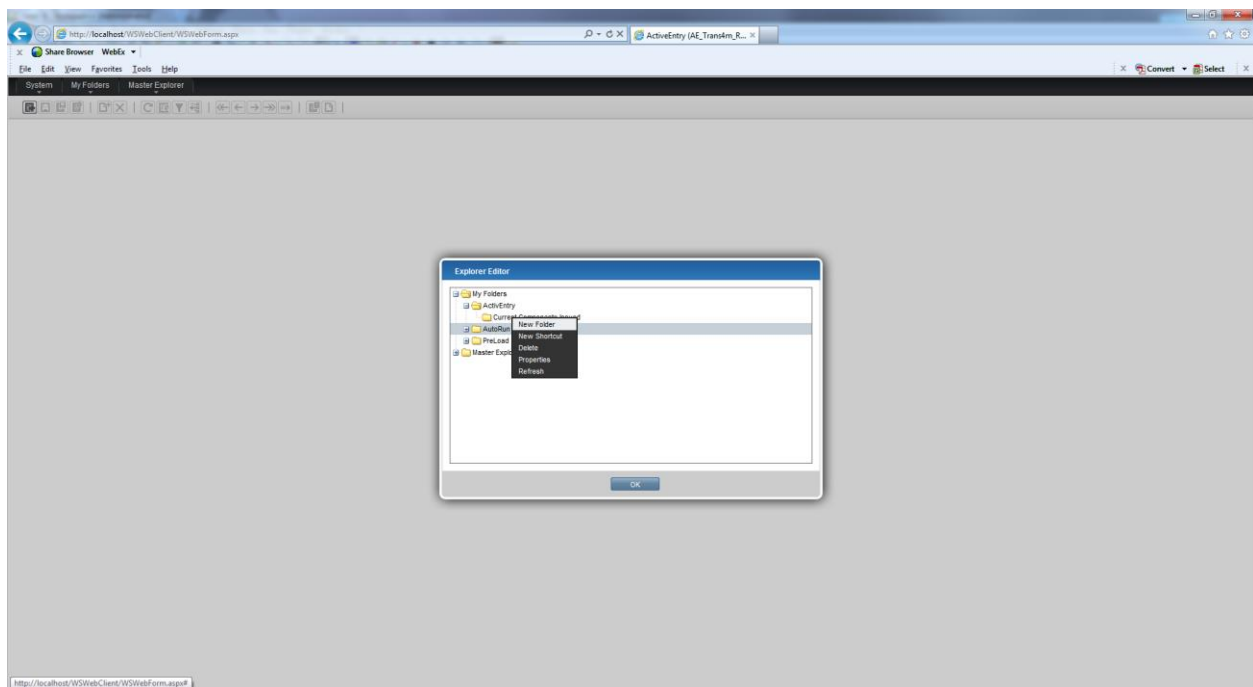 http://localhost/WSWebClient/WSWebForm.aspx
ActiveEntry (AE_Trans4m_R...
Share Browser WebEx
File Edit View Favorites Tools Help
Convert Select
System My Folders Master Explorer
Explorer Editor
My Folders
ActivEntry
Current Components Issued
AutoRun
PreLoad
Master Explo
New Folder
New Shortcut
Delete
Properties
Refresh
OK
http://localhost/WSWebClient/WSWebForm.aspx#